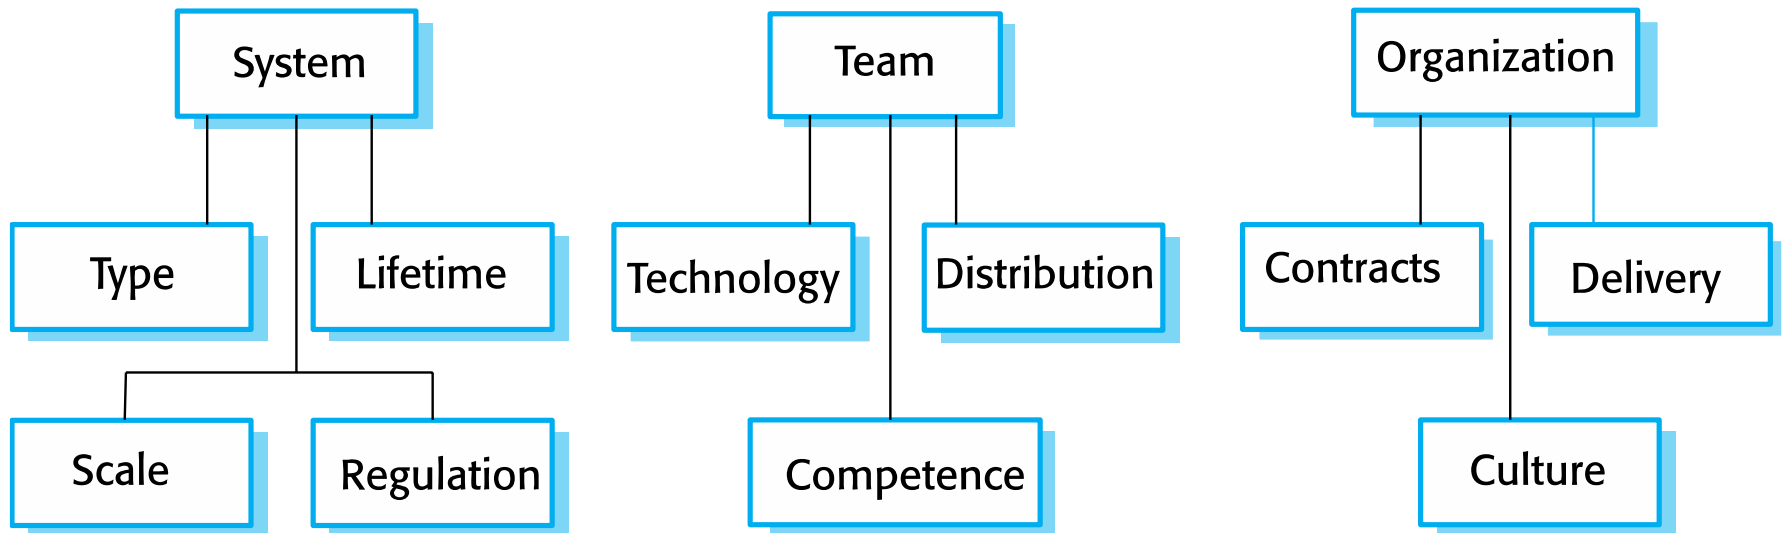 System
Team
Organization
Type
Lifetime
Technology
Distribution
Contracts
Delivery
Scale
Regulation
Competence
Culture